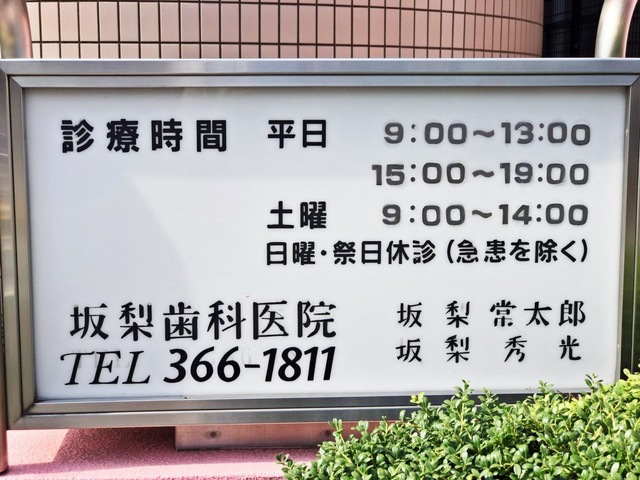 診療時間 平日 9:00~13:00
15:00~19:00
土曜 9:00~14:00
日曜・祭日休診(急患を除く)
坂梨歯科医院 坂梨常太郎
TEL 366-1811 坂梨秀光